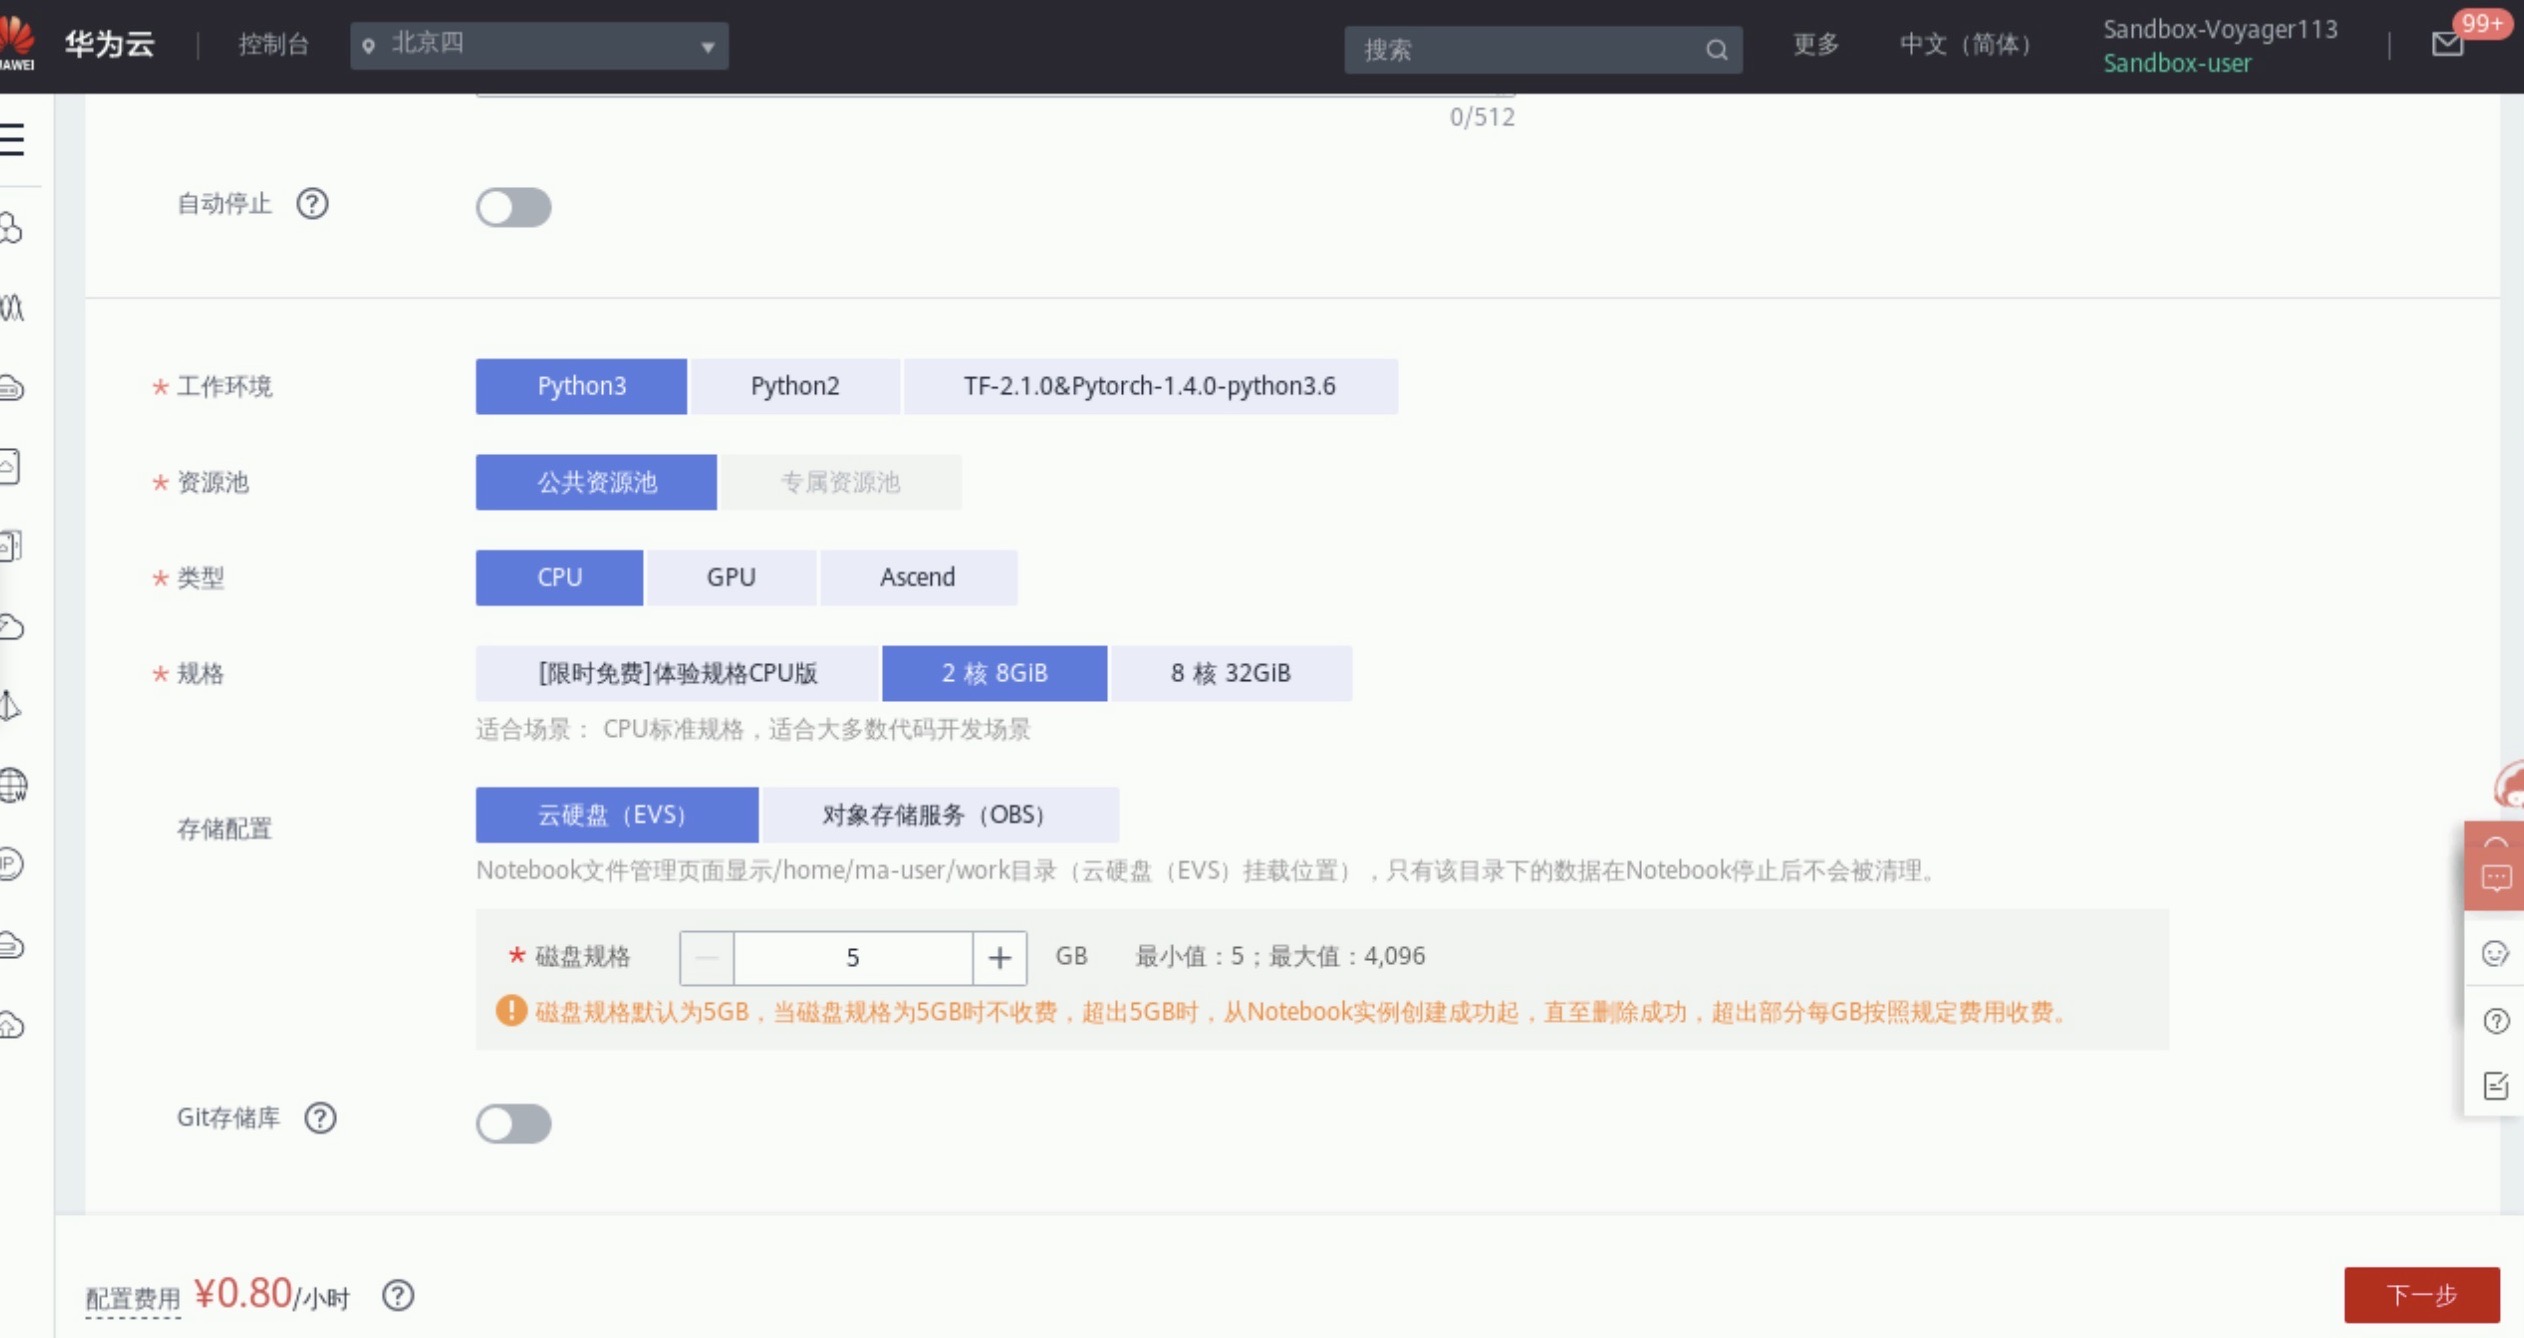 华为云 控制台 北京四 搜索 更多 中文（简体） Sandbox-Voyager113 99+
Sandbox-user
0/512
自动停止 ?
* 工作环境 Python3 Python2 TF-2.1.0&Pytorch-1.4.0-python3.6
* 资源池 公共资源池 专属资源池
* 类型 CPU GPU Ascend
* 规格 [限时免费]体验规格CPU版 2 核 8GiB 8 核 32GiB
适合场景： CPU标准规格，适合大多数代码开发场景
存储配置 云硬盘（EVS） 对象存储服务（OBS）
Notebook文件管理页面显示/home/ma-user/work目录（云硬盘（EVS）挂载位置），只有该目录下的数据在Notebook停止后不会被清理。
* 磁盘规格 — 5 + GB 最小值：5；最大值：4,096
! 磁盘规格默认为5GB，当磁盘规格为5GB时不收费，超出5GB时，从Notebook实例创建成功起，直至删除成功，超出部分每GB按照规定费用收费。
Git存储库 ?
配置费用 ¥0.80/小时 ? 下一步